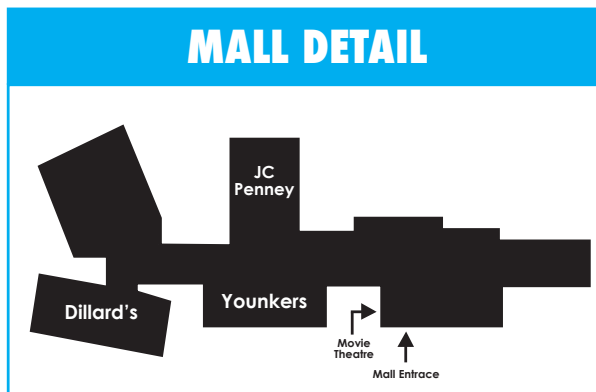 MALL DETAIL
JC
Penney
Dillard's
Younkers
Movie
Theatre
Mall Entrace